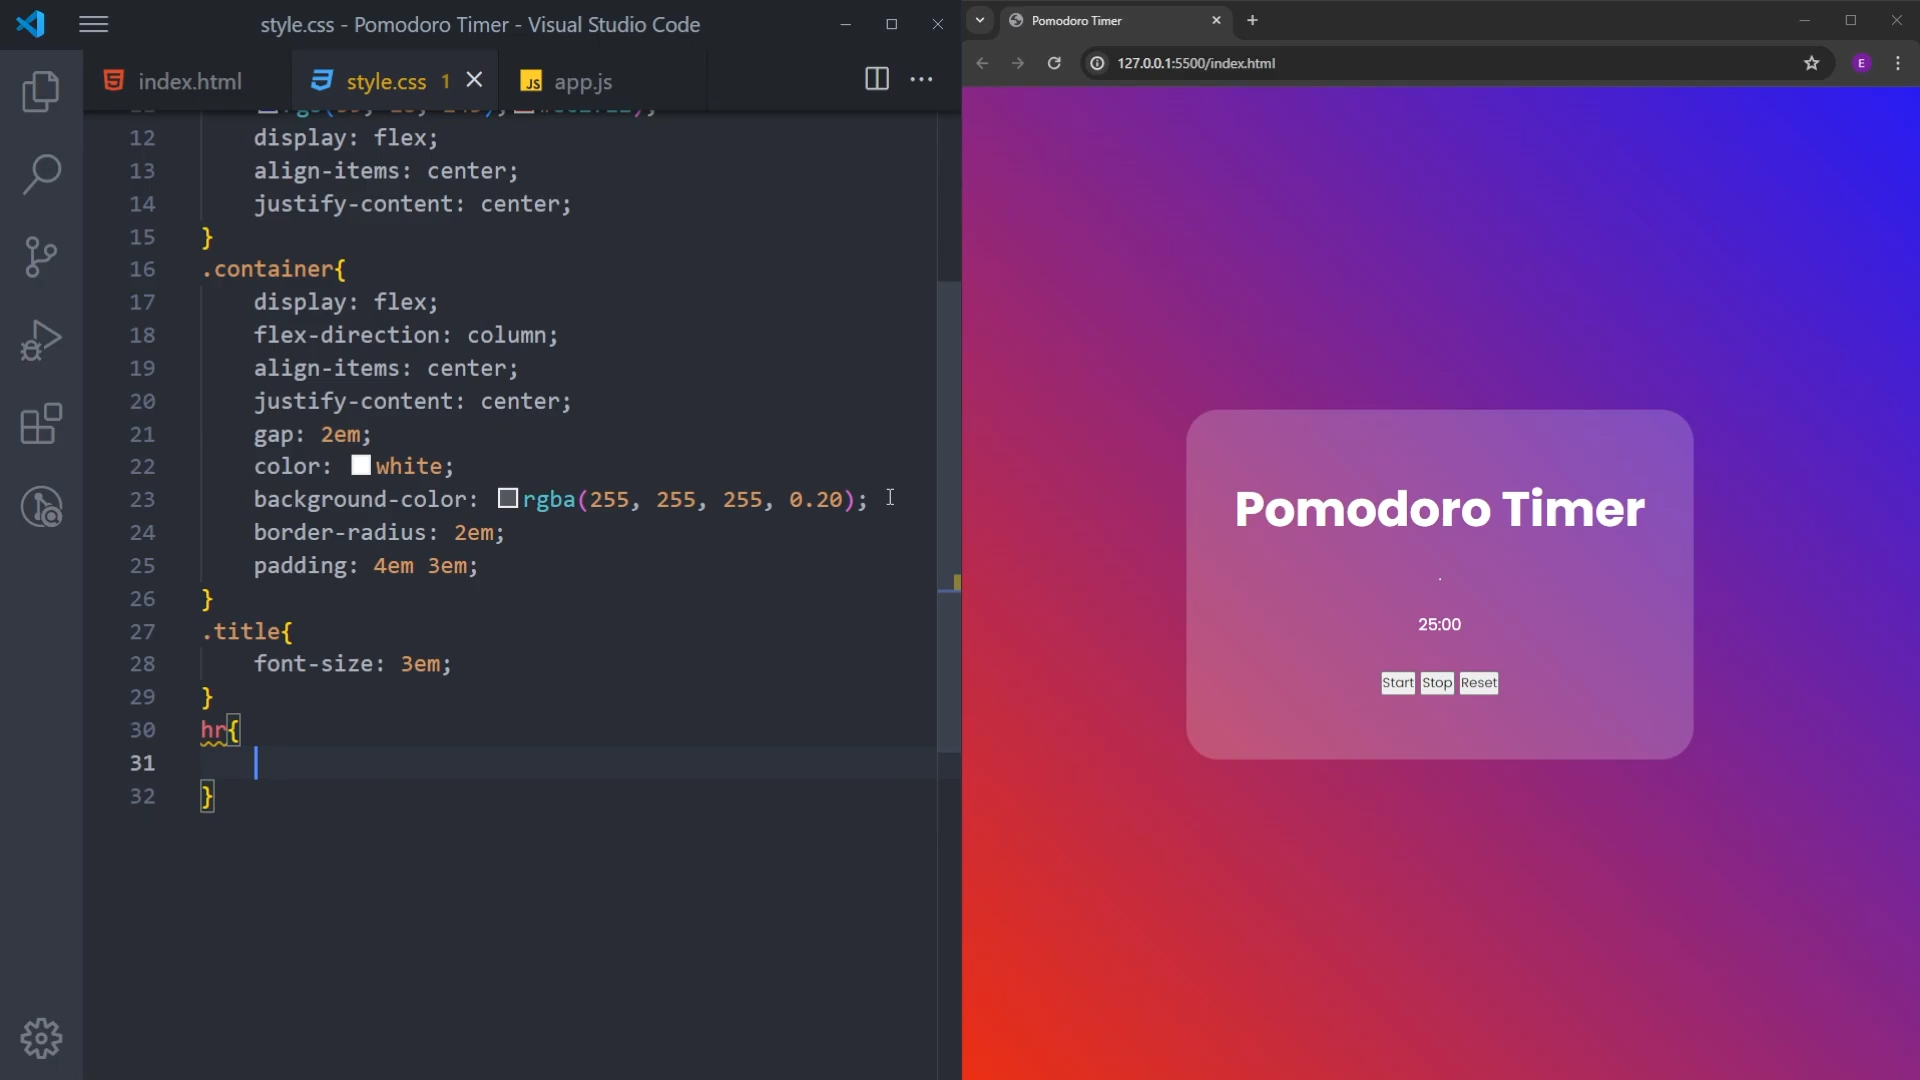 style.css - Pomodoro Timer - Visual Studio Code
index.html
style.css 1
JS app.js
12 display: flex;
13 align-items: center;
14 justify-content: center;
15 }
16 .container{
17 display: flex;
18 flex-direction: column;
19 align-items: center;
20 justify-content: center;
21 gap: 2em;
22 color: white;
23 background-color: rgba(255, 255, 255, 0.20);
24 border-radius: 2em;
25 padding: 4em 3em;
26 }
27 .title{
28 font-size: 3em;
29 }
30 hr{
31
32 }
Pomodoro Timer
127.0.0.1:5500/index.html
E
Pomodoro Timer
25:00
Start Stop Reset